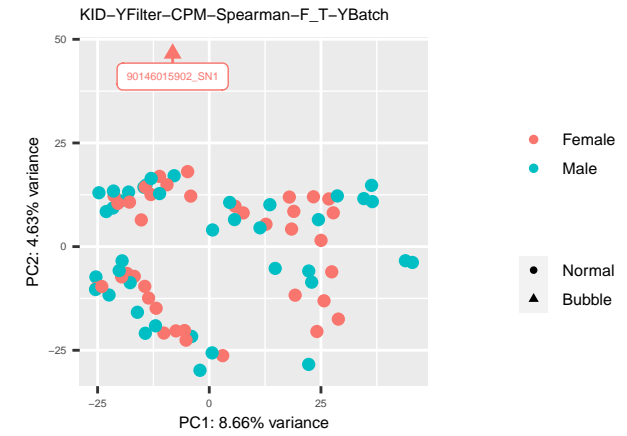 KID−YFilter−CPM−Spearman−F_T−YBatch
50
90146015902_SN1
25
0
−25
PC2: 4.63% variance
−25
0
25
PC1: 8.66% variance
Female
Male
Normal
Bubble